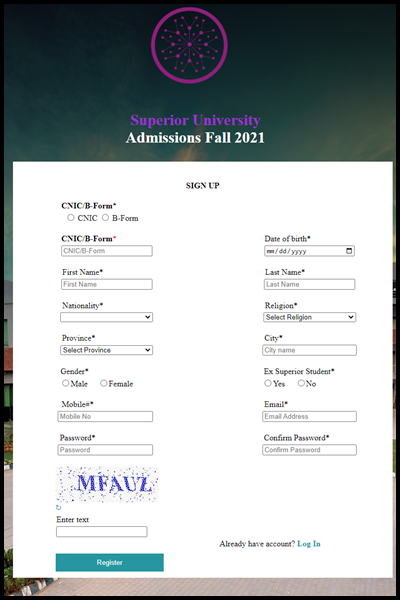 Superior University
Admissions Fall 2021
SIGN UP
CNIC/B-Form*
CNIC B-Form
CNIC/B-Form* Date of birth*
CNIC/B-Form mm/dd/yyyy
First Name* Last Name*
First Name Last Name
Nationality* Religion*
Select Religion
Province* City*
Select Province City name
Gender* Ex Superior Student*
Male Female Yes No
Mobile#* Email*
Mobile No Email Address
Password* Confirm Password*
Password Confirm Password
MFAUZ
Enter text
Already have account? Log In
Register